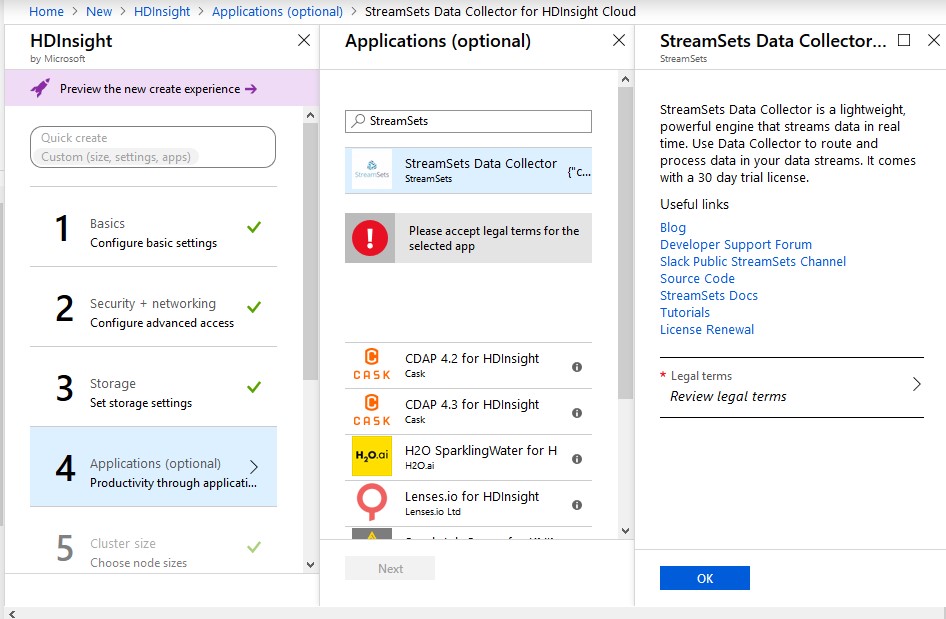 Home > New > HDInsight > Applications (optional) > StreamSets Data Collector for HDInsight Cloud
HDInsight
by Microsoft
Preview the new create experience →
Quick create
Custom (size, settings, apps)
1
Basics
Configure basic settings
2
Security + networking
Configure advanced access
3
Storage
Set storage settings
4
Applications (optional)
Productivity through applicati...
5
Cluster size
Choose node sizes
Applications (optional)
StreamSets
StreamSets
StreamSets Data Collector
StreamSets
{"c...
Please accept legal terms for the
selected app
CASK
CDAP 4.2 for HDInsight
Cask
CASK
CDAP 4.3 for HDInsight
Cask
H2O.ai
H2O SparklingWater for H
H2O.ai
Lenses.io for HDInsight
Lenses.io Ltd
Next
StreamSets Data Collector...
StreamSets
StreamSets Data Collector is a lightweight,
powerful engine that streams data in real
time. Use Data Collector to route and
process data in your data streams. It comes
with a 30 day trial license.
Useful links
Blog
Developer Support Forum
Slack Public StreamSets Channel
Source Code
StreamSets Docs
Tutorials
License Renewal
* Legal terms
Review legal terms
OK